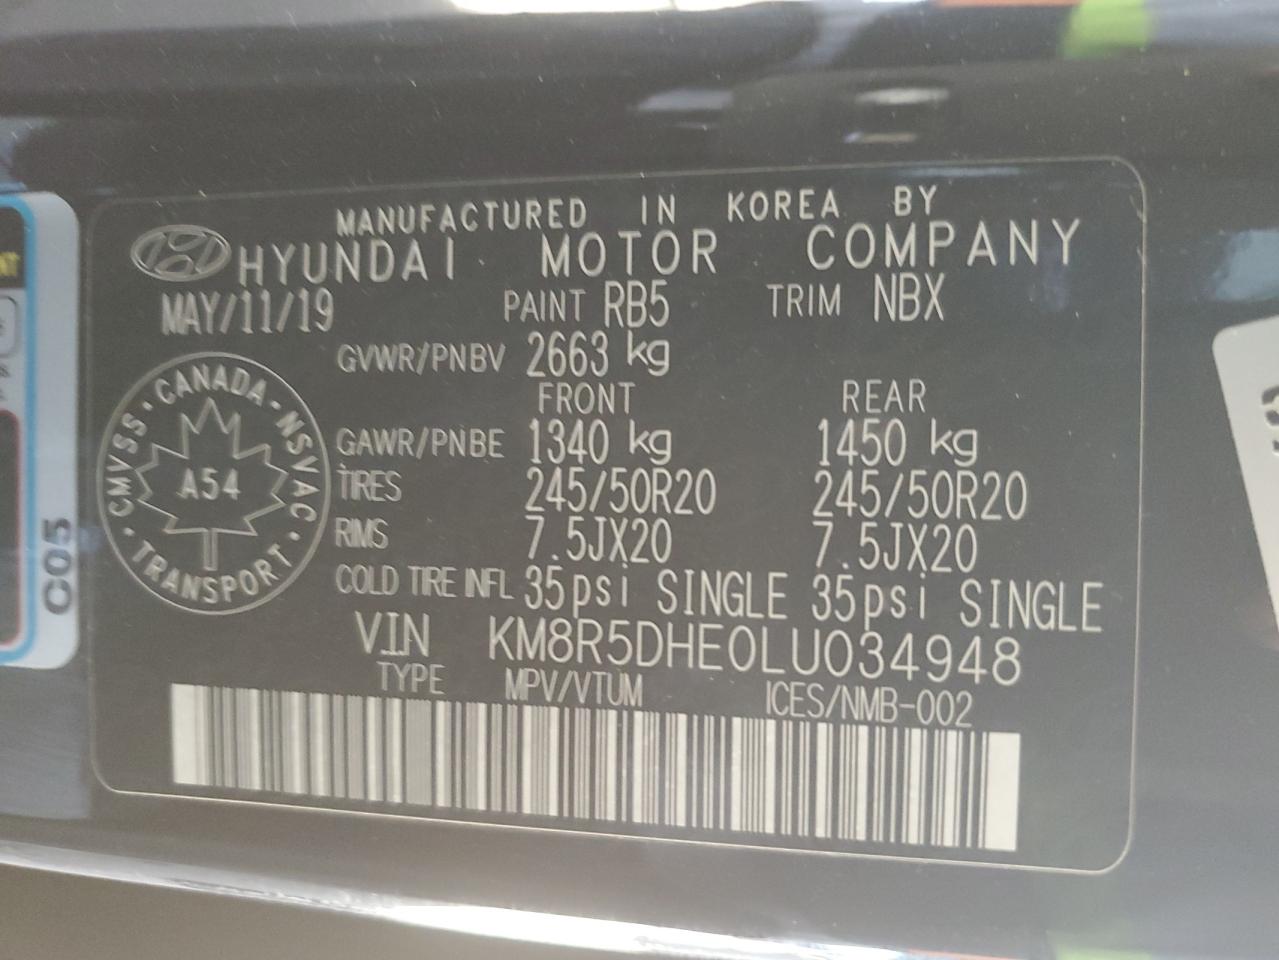 MANUFACTURED IN KOREA BY
HYUNDAI MOTOR COMPANY
MAY/11/19 PAINT RB5 TRIM NBX
GVWR/PNBV 2663 kg
FRONT REAR
GAWR/PNBE 1340 kg 1450 kg
TIRES 245/50R20 245/50R20
RIMS 7.5JX20 7.5JX20
COLD TIRE INFL 35psi SINGLE 35psi SINGLE
VIN KM8R5DHE0LU034948
TYPE MPV/VTUM ICES/NMB-002
CMVSS · CANADA · NSVAC · TRANSPORT ·
A54
C05